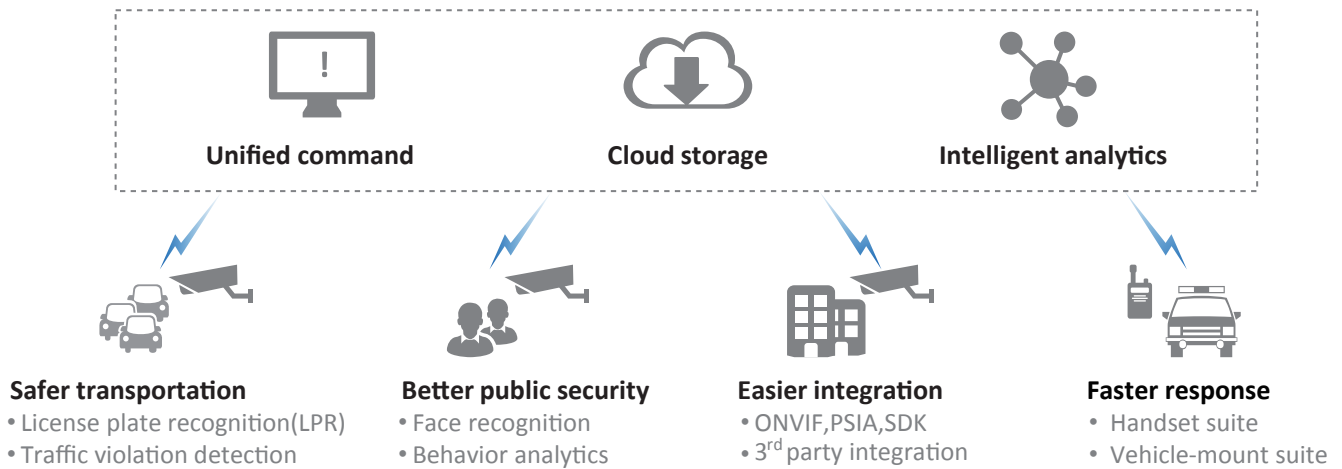 !
Unified command
Cloud storage
Intelligent analytics
Safer transportation
• License plate recognition(LPR)
• Traffic violation detection
Better public security
• Face recognition
• Behavior analytics
Easier integration
• ONVIF,PSIA,SDK
• 3rd party integration
Faster response
• Handset suite
• Vehicle-mount suite